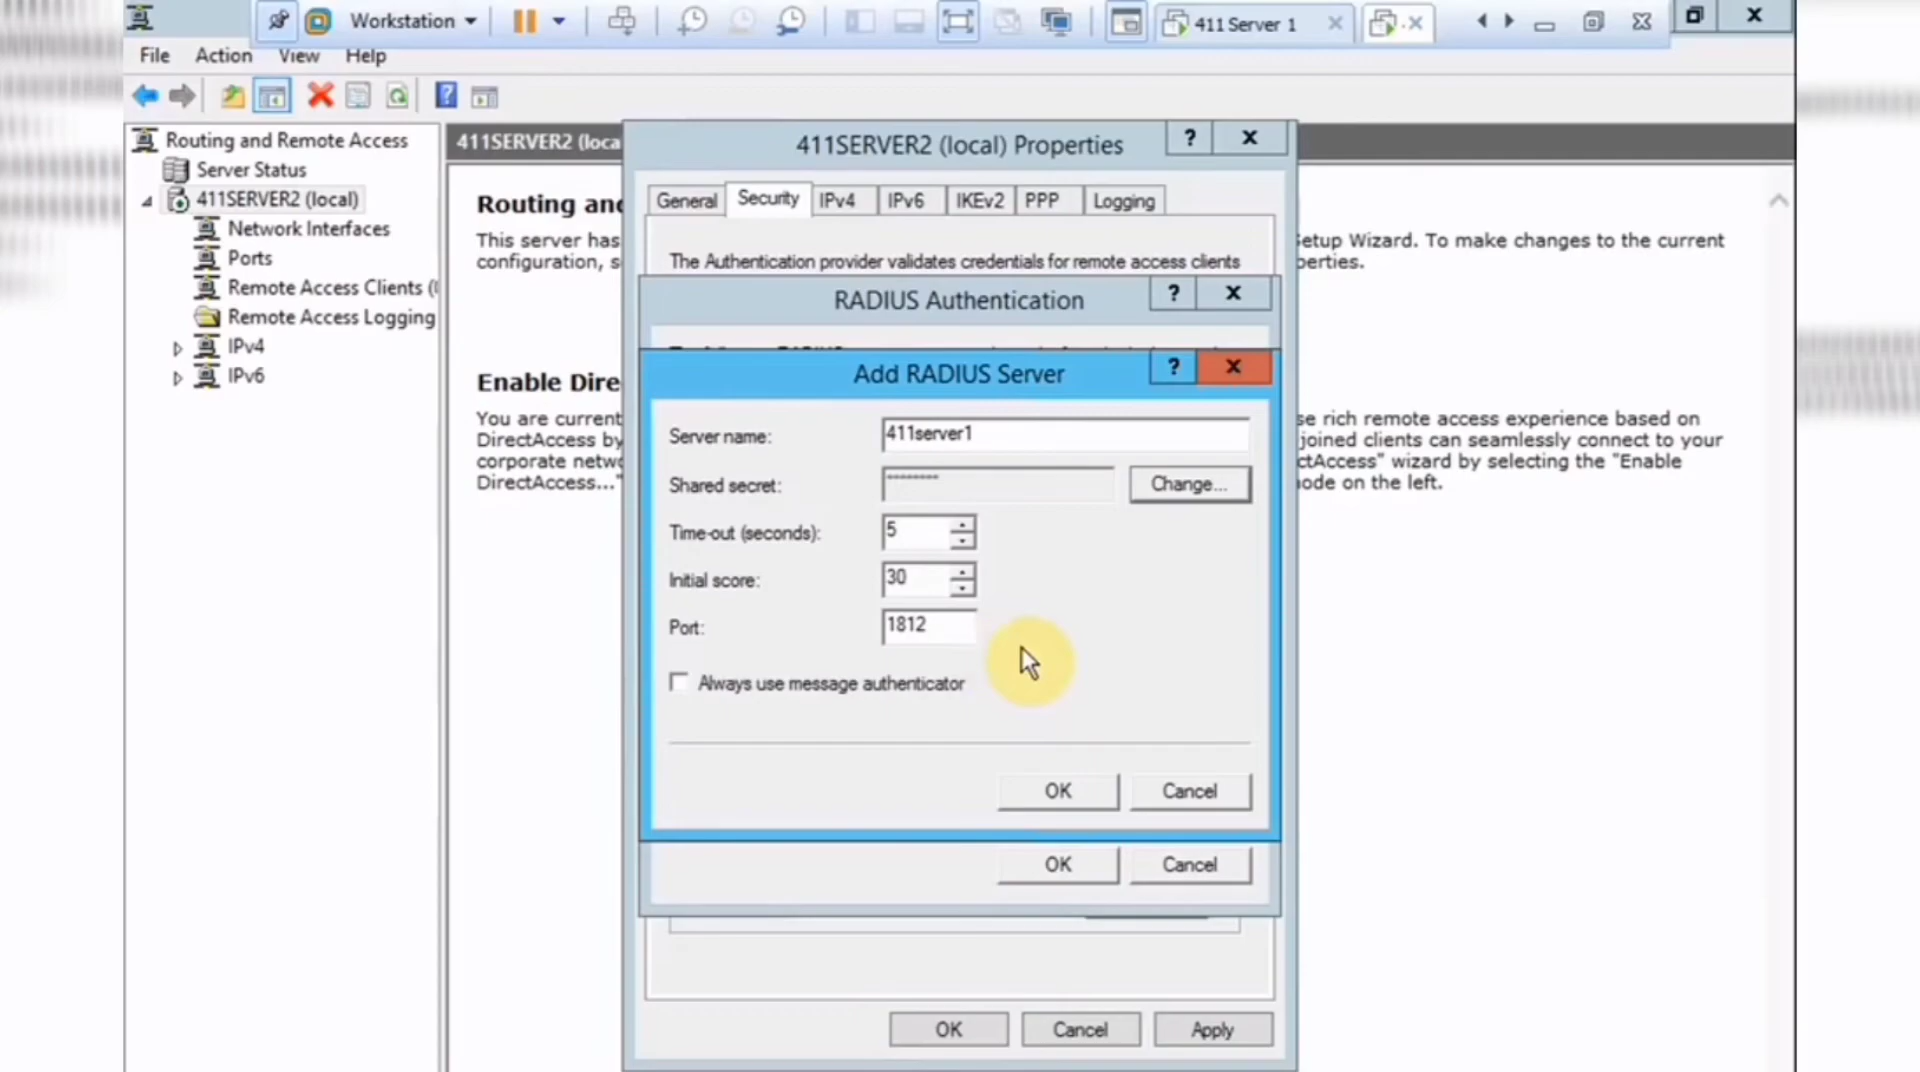 Workstation
411 Server 1
File Action View Help
Routing and Remote Access
Server Status
411SERVER2 (local)
Network Interfaces
Ports
Remote Access Clients (
Remote Access Logging
IPv4
IPv6
411SERVER2 (loca
Routing and
This server has
etup Wizard. To make changes to the current
configuration, s
perties.
Enable Dire
You are current
se rich remote access experience based on
DirectAccess by
joined clients can seamlessly connect to your
corporate netwo
ctAccess" wizard by selecting the "Enable
DirectAccess..."
ode on the left.
411SERVER2 (local) Properties
? X
General Security IPv4 IPv6 IKEv2 PPP Logging
The Authentication provider validates credentials for remote access clients
RADIUS Authentication
? X
Add RADIUS Server
? X
Server name: 411server1
Shared secret: ******** Change...
Time-out (seconds): 5
Initial score: 30
Port: 1812
Always use message authenticator
OK Cancel
OK Cancel
OK Cancel Apply